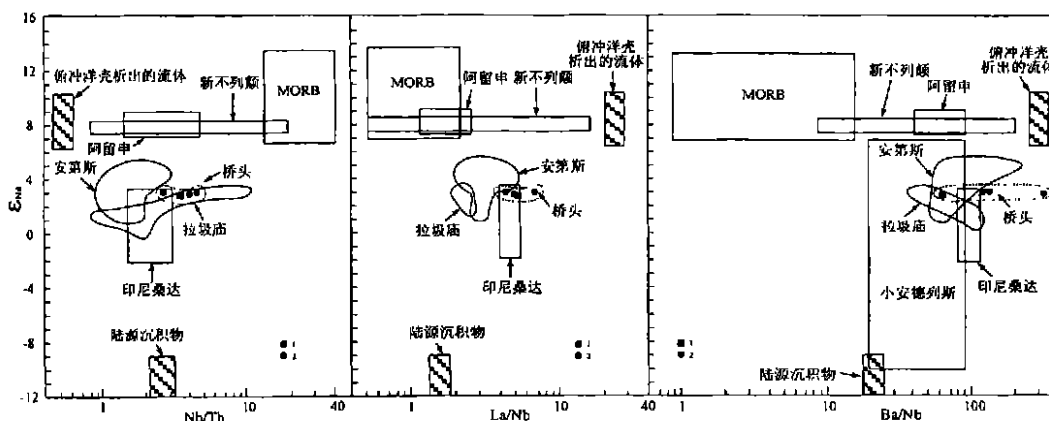 16
12
8
4
0
-4
-8
-12
εNd
俯冲洋壳析出的流体
新不列颠
MORB
阿留申
安第斯
桥头
拉圾庙
印尼桑达
陆源沉积物
1
2
1
10
40
Nb/Th
MORB
阿留申
新不列颠
俯冲洋壳析出的流体
安第斯
桥头
拉圾庙
印尼桑达
陆源沉积物
1
2
1
10
40
La/Nb
MORB
俯冲洋壳析出的流体
新不列颠
阿留申
安第斯
桥头
拉圾庙
印尼桑达
小安德列斯
陆源沉积物
1
2
1
10
100
Ba/Nb